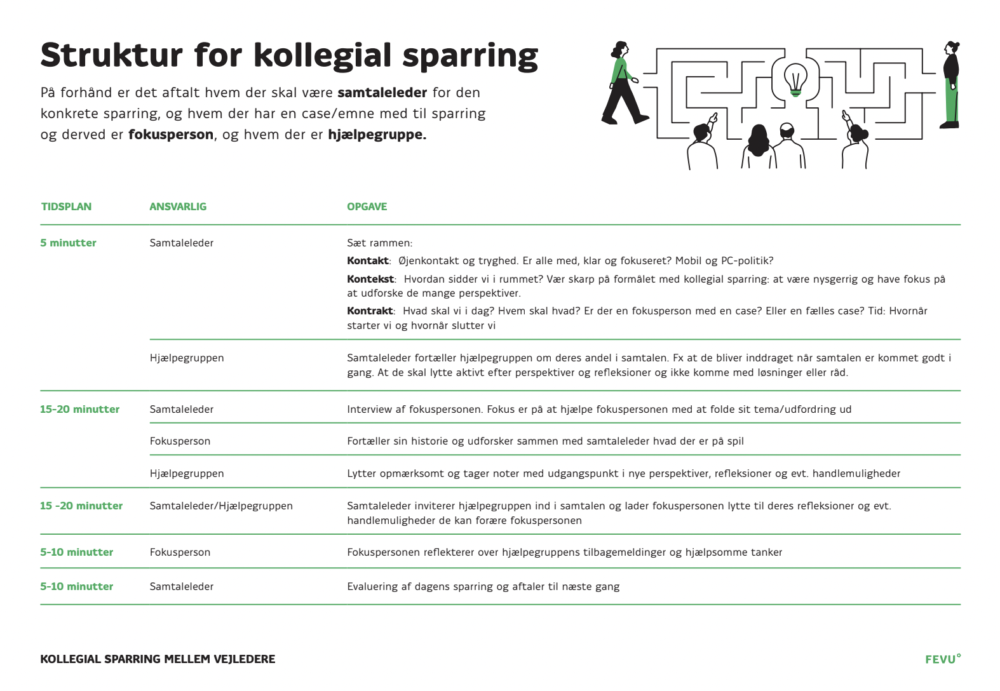 Struktur for kollegial sparring
På forhånd er det aftalt hvem der skal være samtaleleder for den
konkrete sparring, og hvem der har en case/emne med til sparring
og derved er fokusperson, og hvem der er hjælpegruppe.
TIDSPLAN ANSVARLIG OPGAVE
5 minutter Samtaleleder Sæt rammen:
Kontakt: Øjenkontakt og tryghed. Er alle med, klar og fokuseret? Mobil og PC-politik?
Kontekst: Hvordan sidder vi i rummet? Vær skarp på formålet med kollegial sparring: at være nysgerrig og have fokus på
at udforske de mange perspektiver.
Kontrakt: Hvad skal vi i dag? Hvem skal hvad? Er der en fokusperson med en case? Eller en fælles case? Tid: Hvornår
starter vi og hvornår slutter vi
Hjælpegruppen Samtaleleder fortæller hjælpegruppen om deres andel i samtalen. Fx at de bliver inddraget når samtalen er kommet godt i
gang. At de skal lytte aktivt efter perspektiver og refleksioner og ikke komme med løsninger eller råd.
15-20 minutter Samtaleleder Interview af fokuspersonen. Fokus er på at hjælpe fokuspersonen med at folde sit tema/udfordring ud
Fokusperson Fortæller sin historie og udforsker sammen med samtaleleder hvad der er på spil
Hjælpegruppen Lytter opmærksomt og tager noter med udgangspunkt i nye perspektiver, refleksioner og evt. handlemuligheder
15 -20 minutter Samtaleleder/Hjælpegruppen Samtaleleder inviterer hjælpegruppen ind i samtalen og lader fokuspersonen lytte til deres refleksioner og evt.
handlemuligheder de kan forære fokuspersonen
5-10 minutter Fokusperson Fokuspersonen reflekterer over hjælpegruppens tilbagemeldinger og hjælpsomme tanker
5-10 minutter Samtaleleder Evaluering af dagens sparring og aftaler til næste gang
KOLLEGIAL SPARRING MELLEM VEJLEDERE FEVU°